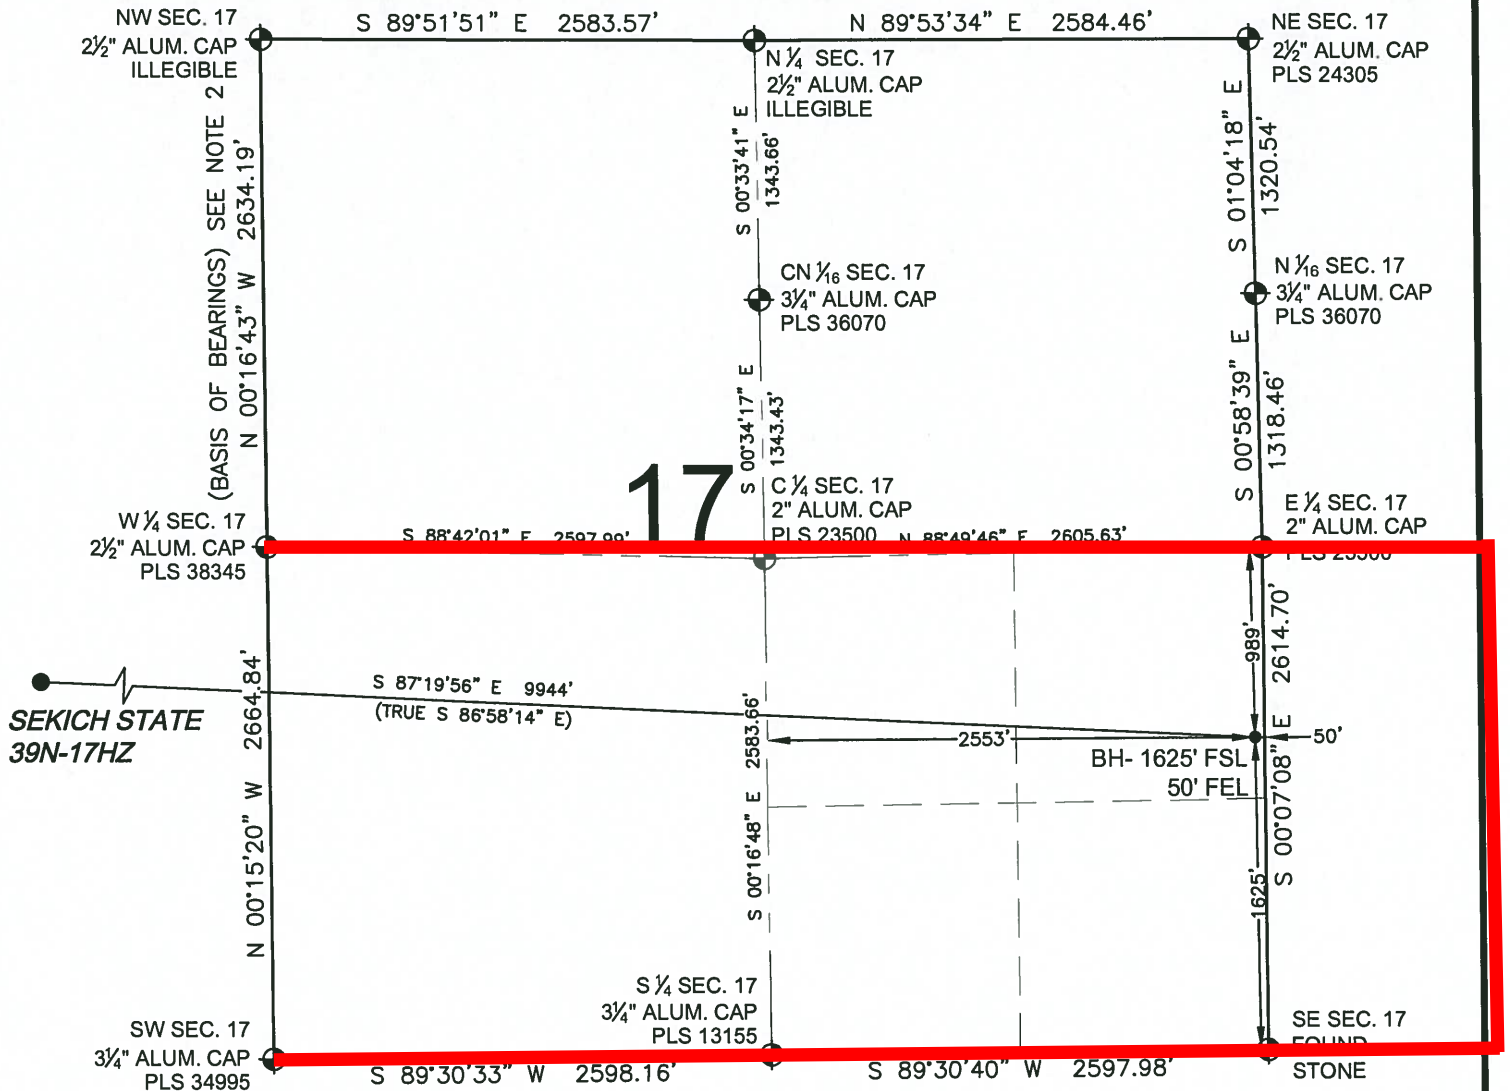 NW SEC. 17
2½" ALUM. CAP
ILLEGIBLE
S 89°51'51" E 2583.57'
N 89°53'34" E 2584.46'
NE SEC. 17
2½" ALUM. CAP
PLS 24305
N ¼ SEC. 17
2½" ALUM. CAP
ILLEGIBLE
(BASIS OF BEARINGS) SEE NOTE 2
N 00°16'43" W 2634.19'
S 00°33'41" E
1343.66'
S 01°04'18" E
1320.54'
CN 1⁄16 SEC. 17
3¼" ALUM. CAP
PLS 36070
N 1⁄16 SEC. 17
3¼" ALUM. CAP
PLS 36070
S 00°34'17" E
1343.43'
S 00°58'39" E
1318.46'
17
C ¼ SEC. 17
2" ALUM. CAP
PLS 23500
W ¼ SEC. 17
2½" ALUM. CAP
PLS 38345
E ¼ SEC. 17
2" ALUM. CAP
PLS 23500
S 88°42'01" E 2597.99'
N 88°49'46" E 2605.63'
SEKICH STATE
39N-17HZ
S 87°19'56" E 9944'
(TRUE S 86°58'14" E)
N 00°15'20" W 2664.84'
S 00°16'48" E 2583.66'
989'
S 00°07'08" E 2614.70'
2553'
50'
BH- 1625' FSL
50' FEL
1625'
S ¼ SEC. 17
3¼" ALUM. CAP
PLS 13155
SW SEC. 17
3¼" ALUM. CAP
PLS 34995
SE SEC. 17
FOUND
STONE
S 89°30'33" W 2598.16'
S 89°30'40" W 2597.98'